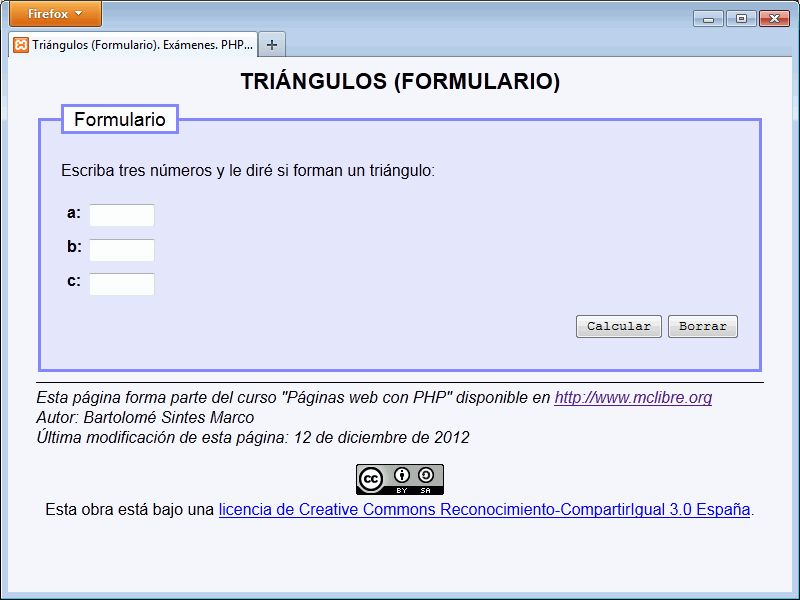 Firefox
Triángulos (Formulario). Exámenes. PHP...
TRIÁNGULOS (FORMULARIO)
Formulario
Escriba tres números y le diré si forman un triángulo:
a:
b:
c:
Calcular Borrar
Esta página forma parte del curso "Páginas web con PHP" disponible en http://www.mclibre.org
Autor: Bartolomé Sintes Marco
Última modificación de esta página: 12 de diciembre de 2012
cc BY SA
Esta obra está bajo una licencia de Creative Commons Reconocimiento-CompartirIgual 3.0 España.